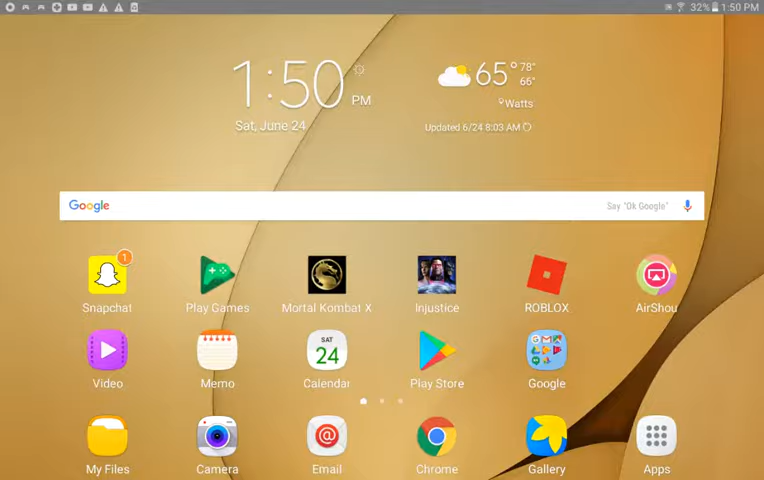 32% 1:50 PM
1:50 PM
Sat, June 24
65° 78°
66°
Watts
Updated 6/24 8:03 AM
Google Say "Ok Google"
1
Snapchat Play Games Mortal Kombat X Injustice ROBLOX AirShou
SAT
24
Video Memo Calendar Play Store Google
My Files Camera Email Chrome Gallery Apps